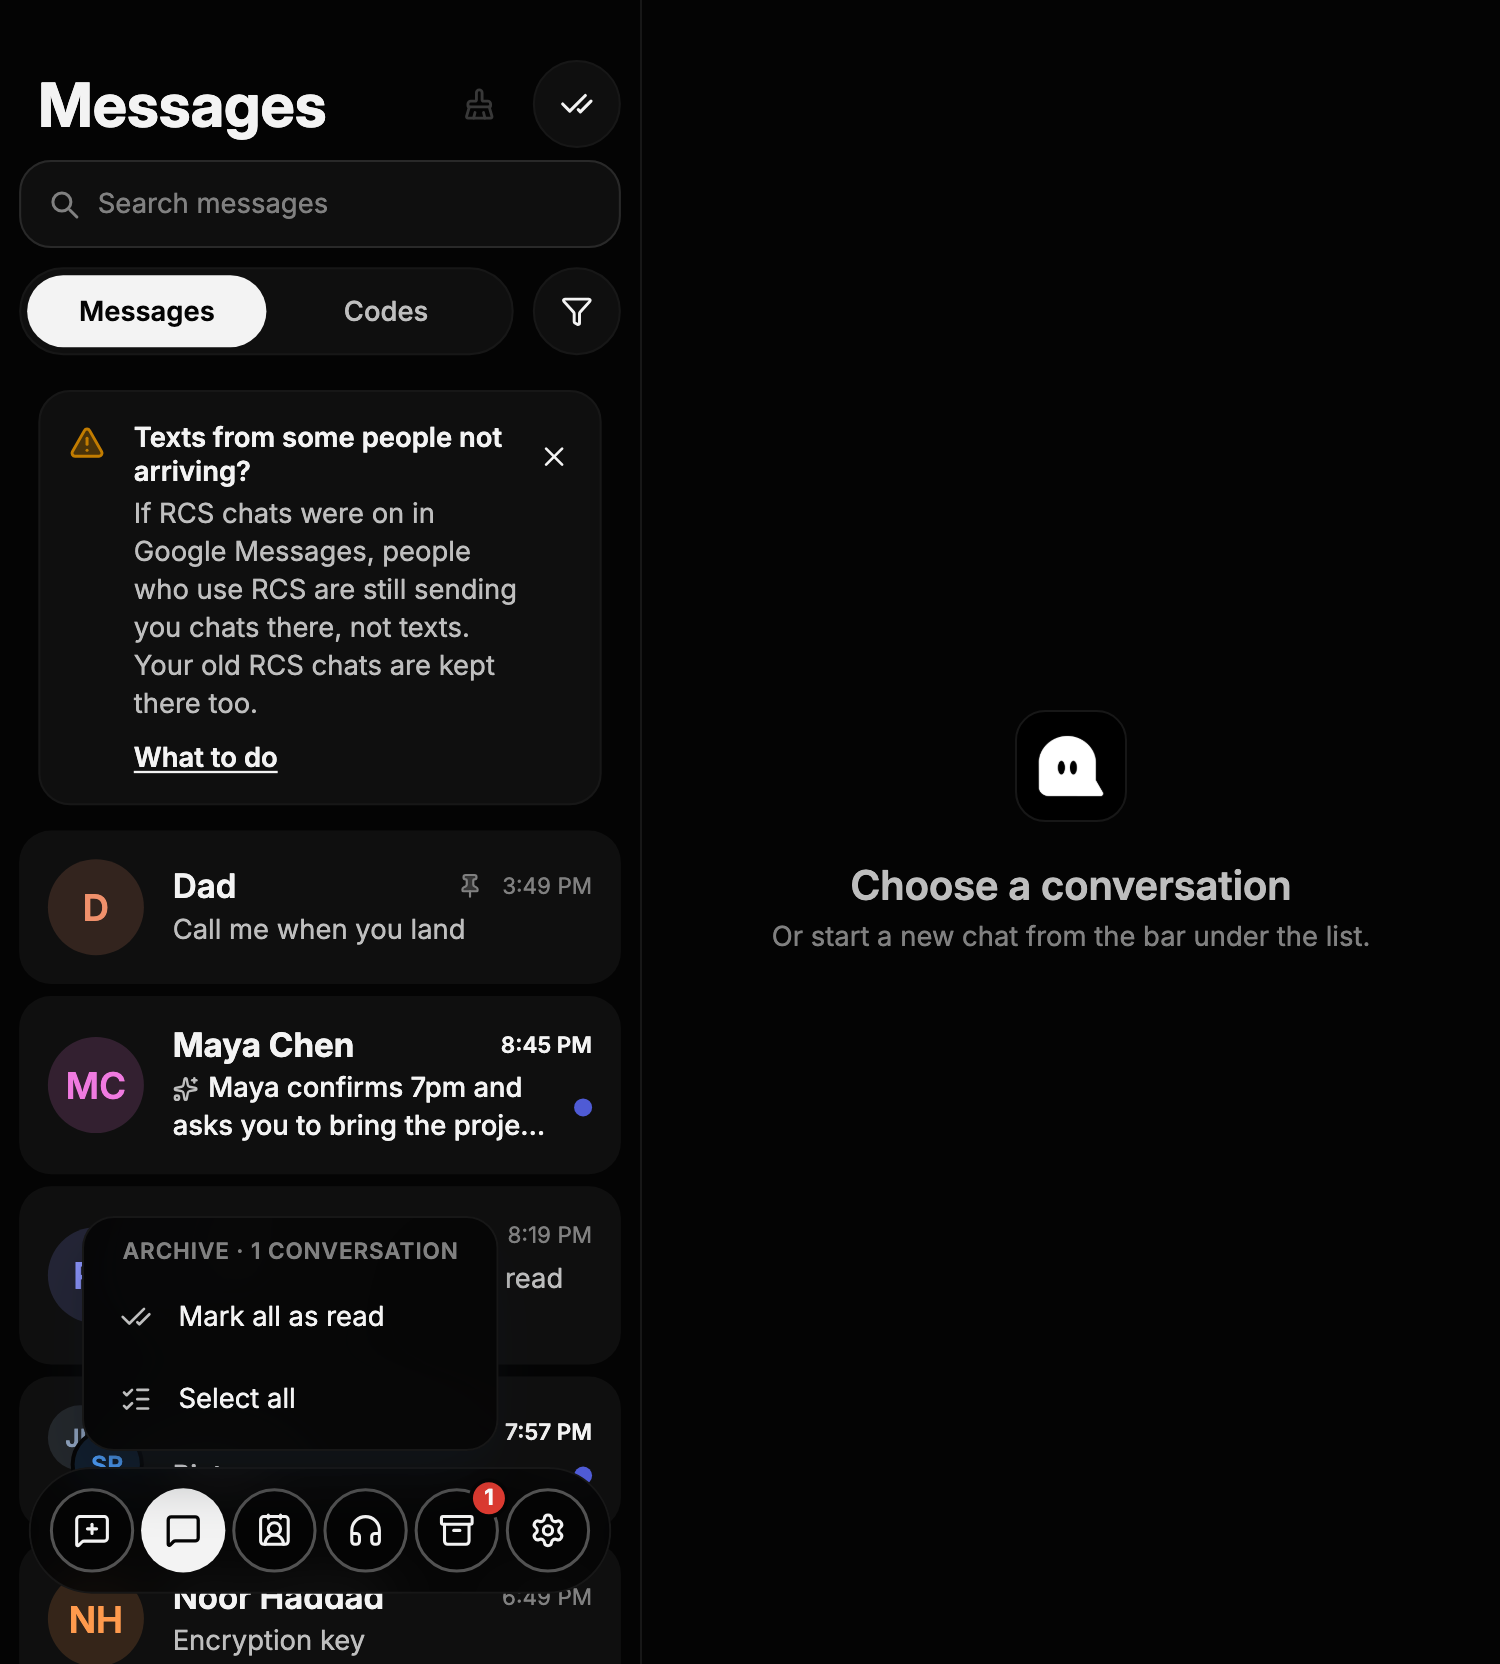 Messages
Search messages
Messages
Codes
Texts from some people not
arriving?
If RCS chats were on in
Google Messages, people
who use RCS are still sending
you chats there, not texts.
Your old RCS chats are kept
there too.
What to do
D
Dad
3:49 PM
Call me when you land
MC
Maya Chen
8:45 PM
Maya confirms 7pm and
asks you to bring the proje...
8:19 PM
read
ARCHIVE · 1 CONVERSATION
Mark all as read
Select all
7:57 PM
1
NH
Noor Haddad
6:49 PM
Encryption key
Choose a conversation
Or start a new chat from the bar under the list.